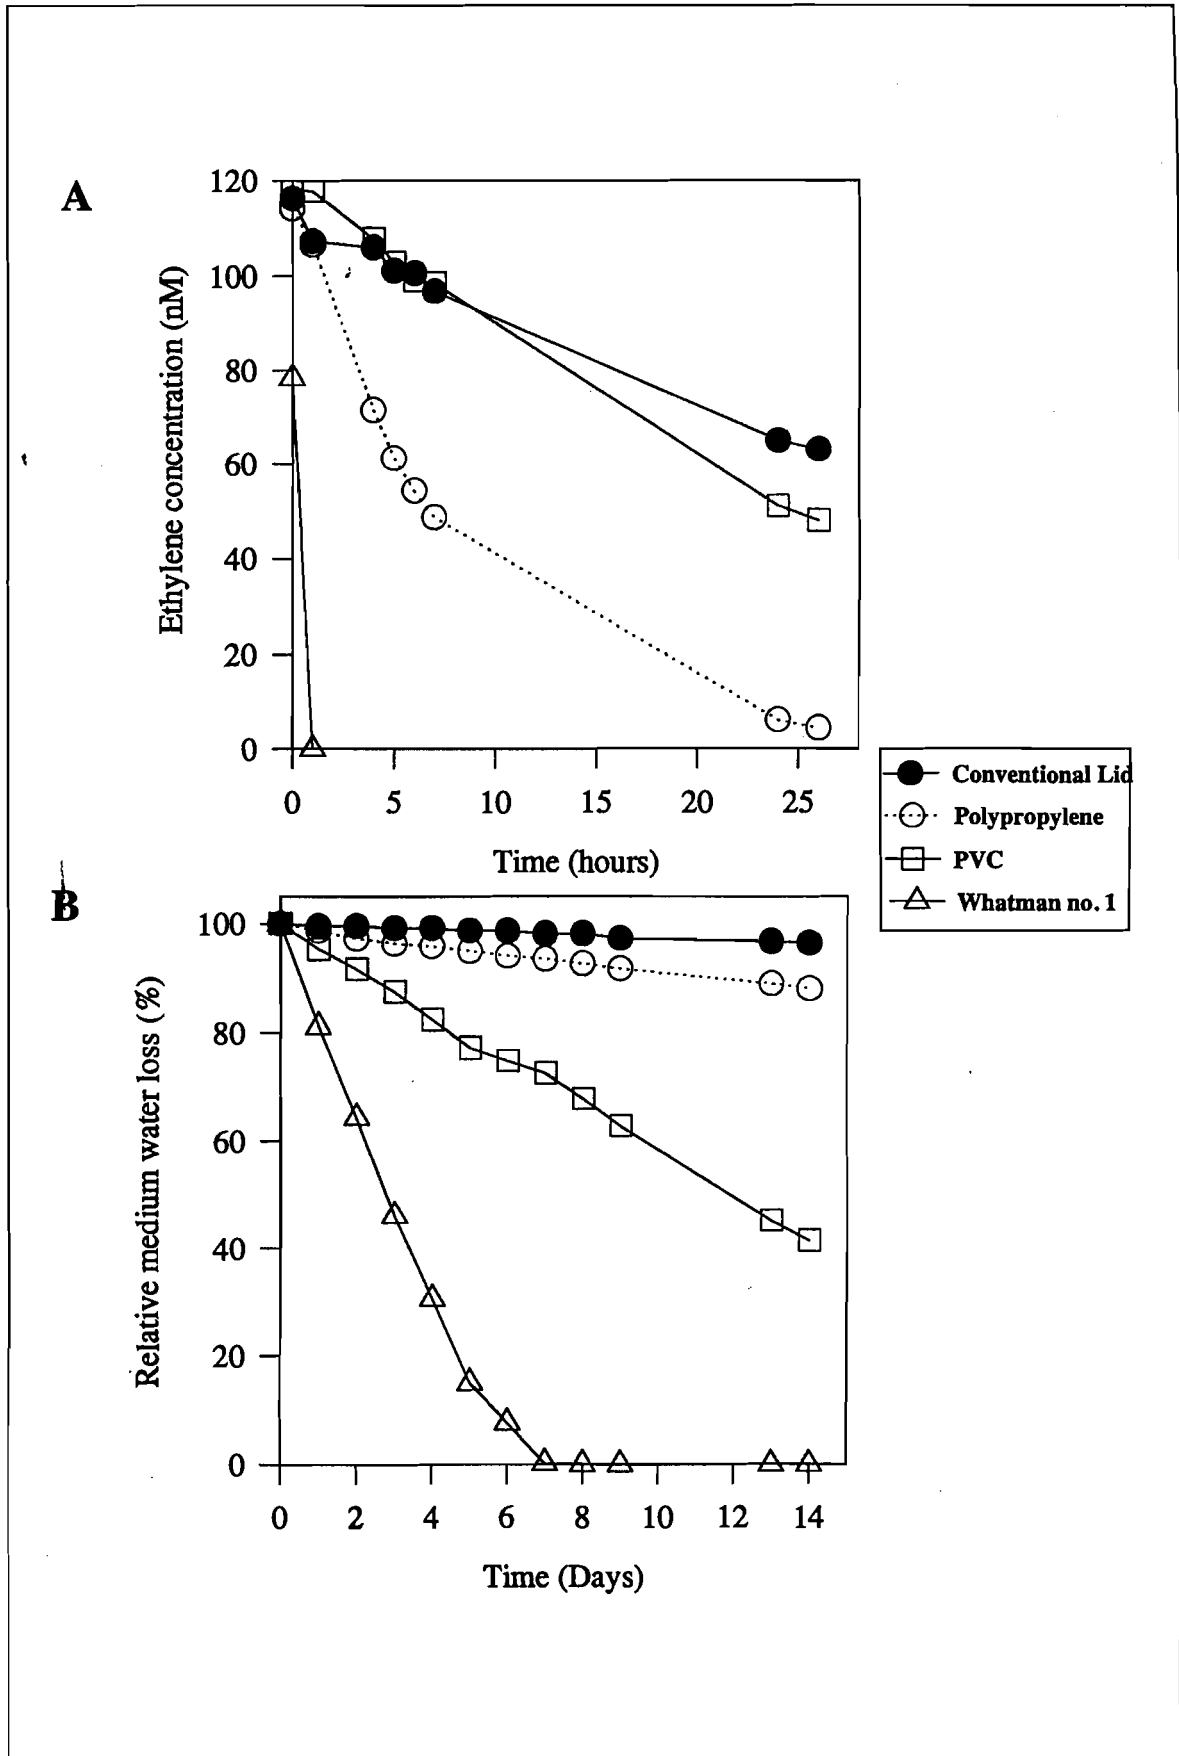 A
120
100
80
60
40
20
0
Ethylene concentration (nM)
0 5 10 15 20 25
Time (hours)
Conventional Lid
Polypropylene
PVC
Whatman no. 1
B
100
80
60
40
20
0
Relative medium water loss (%)
0 2 4 6 8 10 12 14
Time (Days)